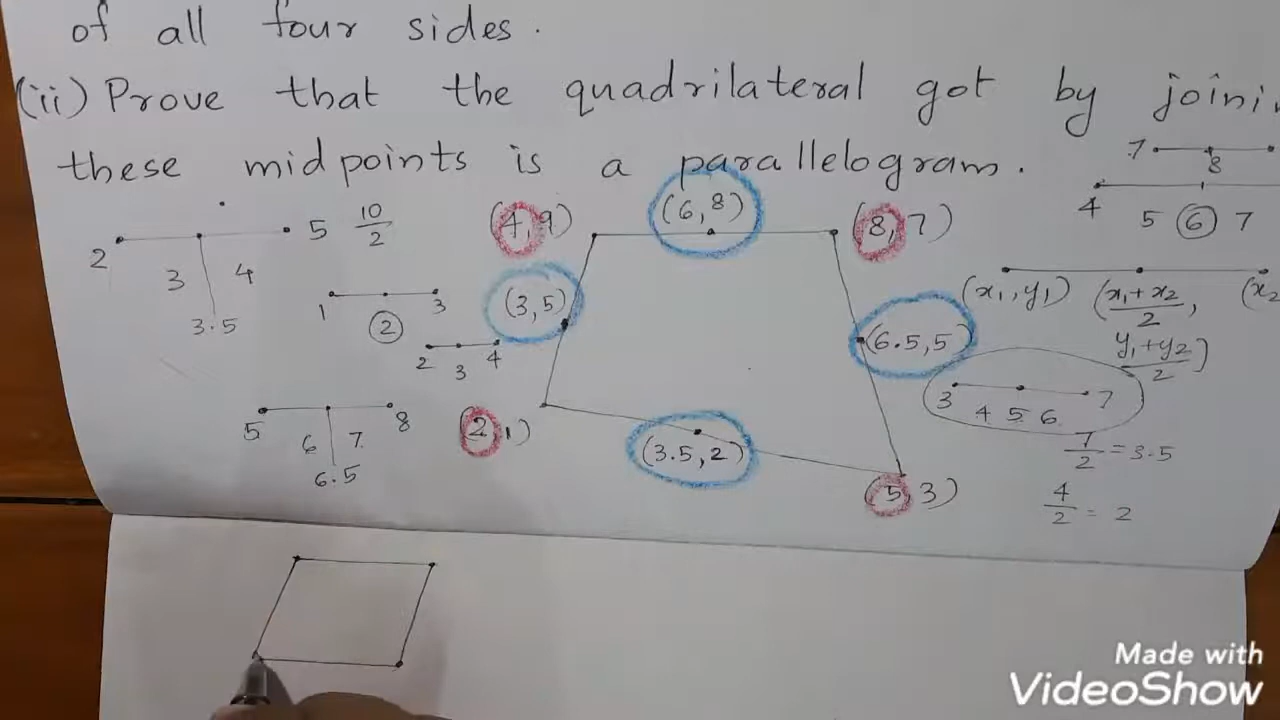 of all four sides.
(ii) Prove that the quadrilateral got by joini
these midpoints is a parallelogram.
7 8
4 5 6 7
2 3 4 5 10/2
3.5
(4,9) (6,8) (8,7)
1 2 3
(3,5)
(x₁,y₁) (x₁+x₂/2, y₁+y₂/2) (x₂
2 3 4
(6.5,5)
3 4 5 6 7
5 6 7 8
6.5
(2,1) (3.5,2) (5,3)
7/2 = 3.5
4/2 = 2
Made with
VideoShow